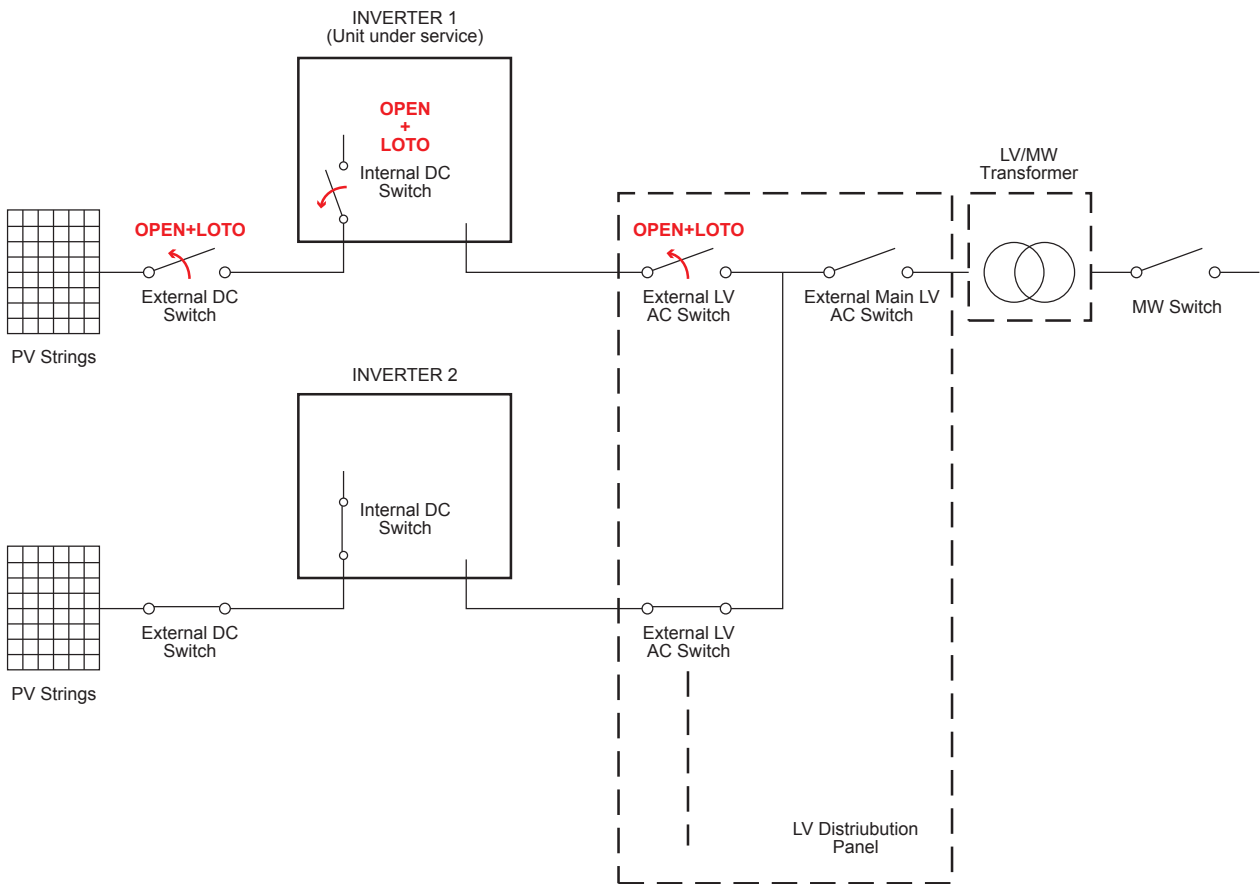 INVERTER 1
(Unit under service)
OPEN
+
LOTO
Internal DC
Switch
LV/MW
Transformer
OPEN+LOTO
External DC
Switch
PV Strings
OPEN+LOTO
External LV
AC Switch
External Main LV
AC Switch
MW Switch
INVERTER 2
Internal DC
Switch
External DC
Switch
PV Strings
External LV
AC Switch
LV Distriubution
Panel